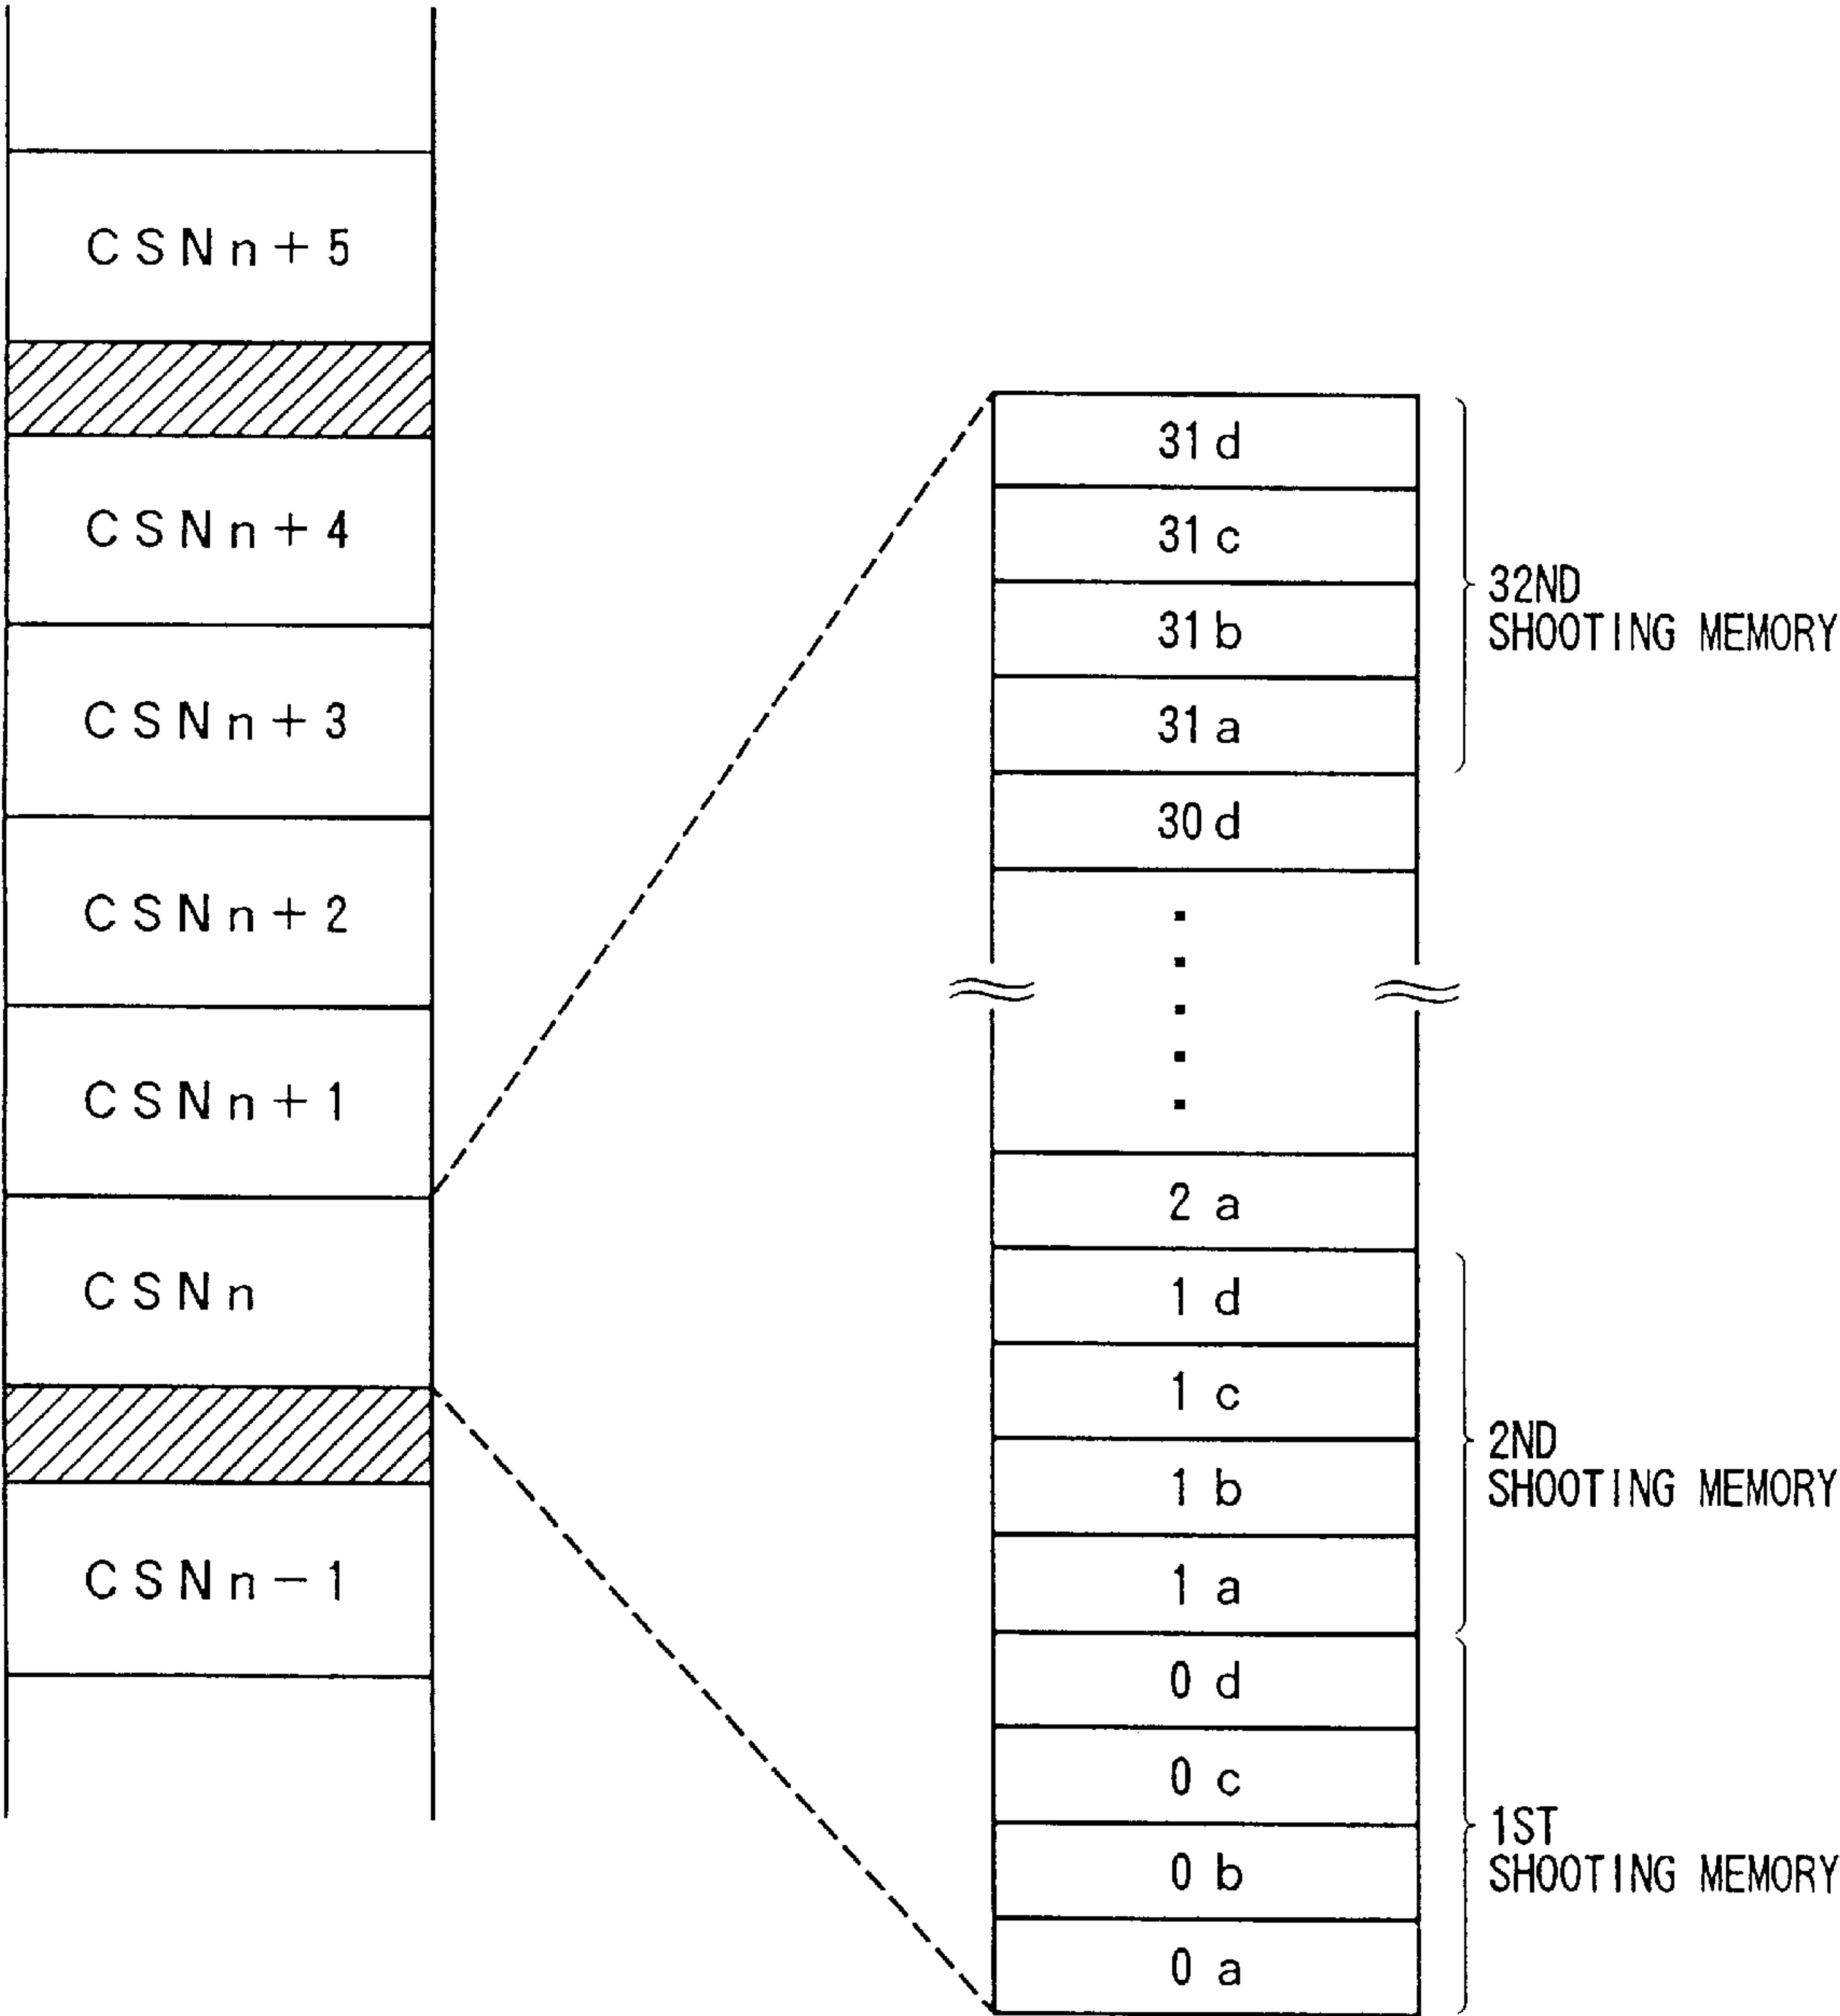 CSNn+5
CSNn+4
CSNn+3
CSNn+2
CSNn+1
CSNn
CSNn-1
31d
31c
31b
31a
30d
2a
1d
1c
1b
1a
0d
0c
0b
0a
32ND
SHOOTING MEMORY
2ND
SHOOTING MEMORY
1ST
SHOOTING MEMORY